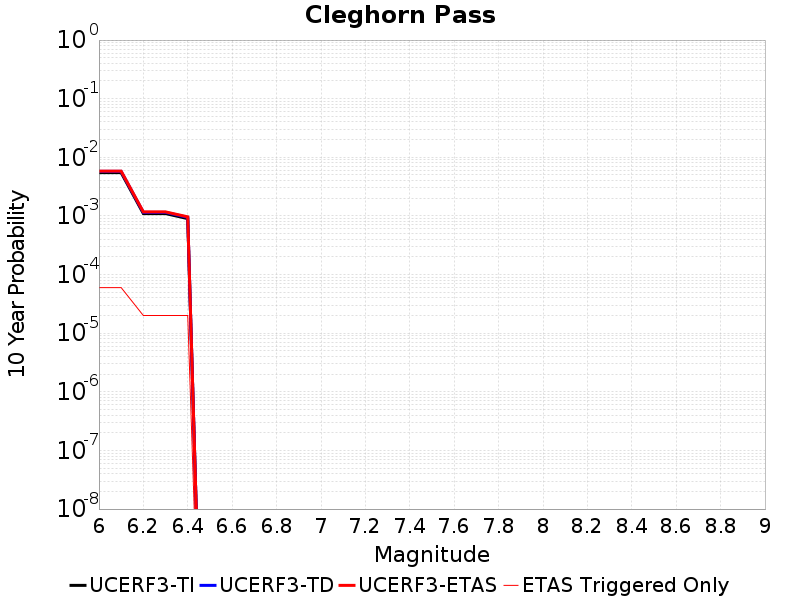 Cleghorn Pass
10^0
10^-1
10^-2
10^-3
10^-4
10^-5
10^-6
10^-7
10^-8
10 Year Probability
6 6.2 6.4 6.6 6.8 7 7.2 7.4 7.6 7.8 8 8.2 8.4 8.6 8.8 9
Magnitude
UCERF3-TI UCERF3-TD UCERF3-ETAS ETAS Triggered Only